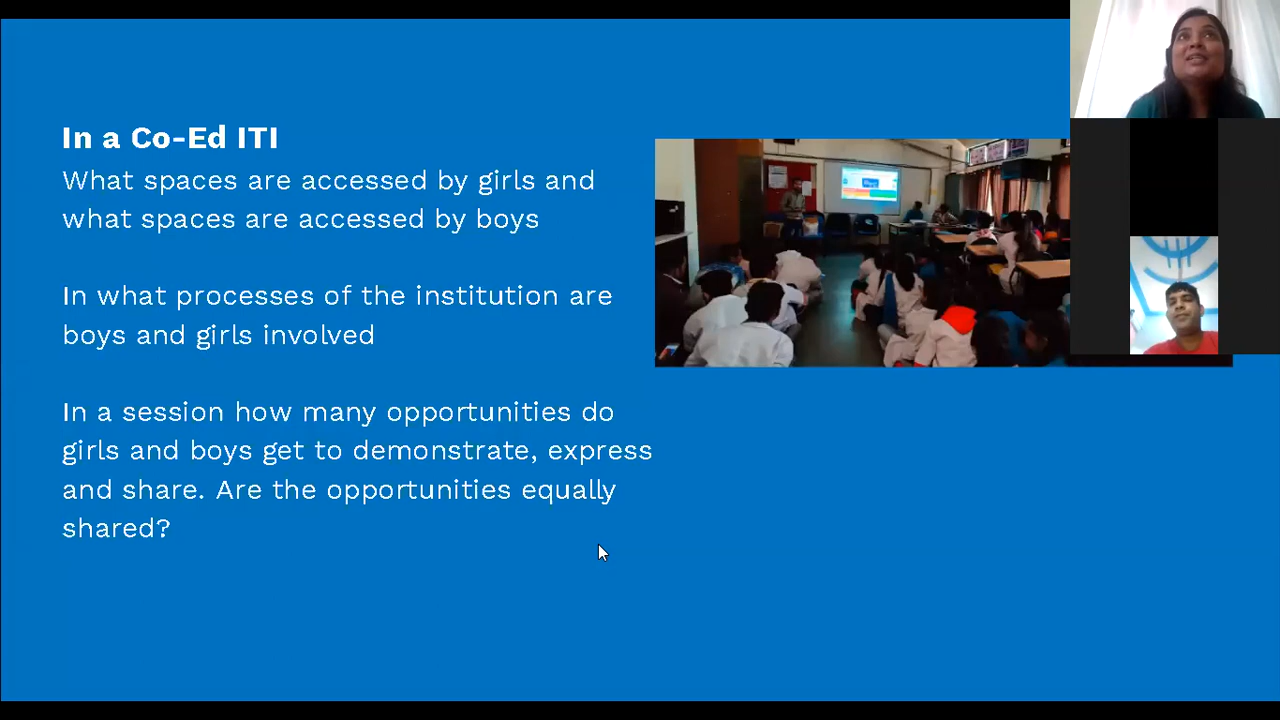 In a Co-Ed ITI
What spaces are accessed by girls and
what spaces are accessed by boys
In what processes of the institution are
boys and girls involved
In a session how many opportunities do
girls and boys get to demonstrate, express
and share. Are the opportunities equally
shared?